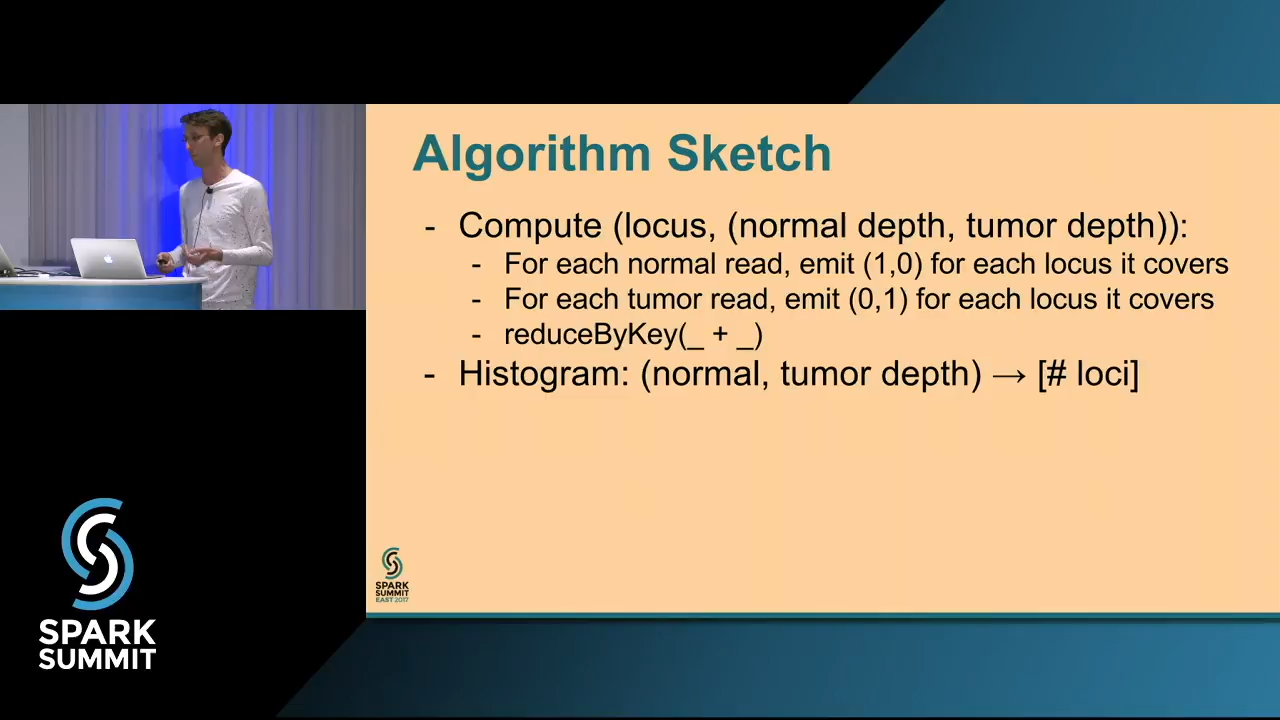 Algorithm Sketch
- Compute (locus, (normal depth, tumor depth)):
- For each normal read, emit (1,0) for each locus it covers
- For each tumor read, emit (0,1) for each locus it covers
- reduceByKey(_ + _)
- Histogram: (normal, tumor depth) → [# loci]
SPARK
SUMMIT
EAST 2017
SPARK
SUMMIT